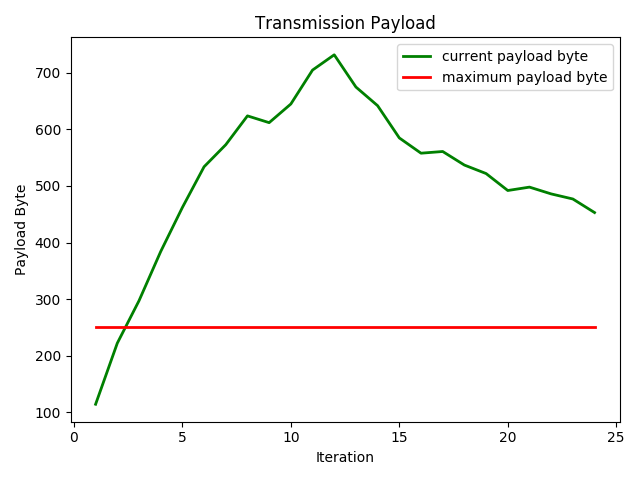 Transmission Payload
current payload byte
maximum payload byte
Payload Byte
700
600
500
400
300
200
100
0 5 10 15 20 25
Iteration